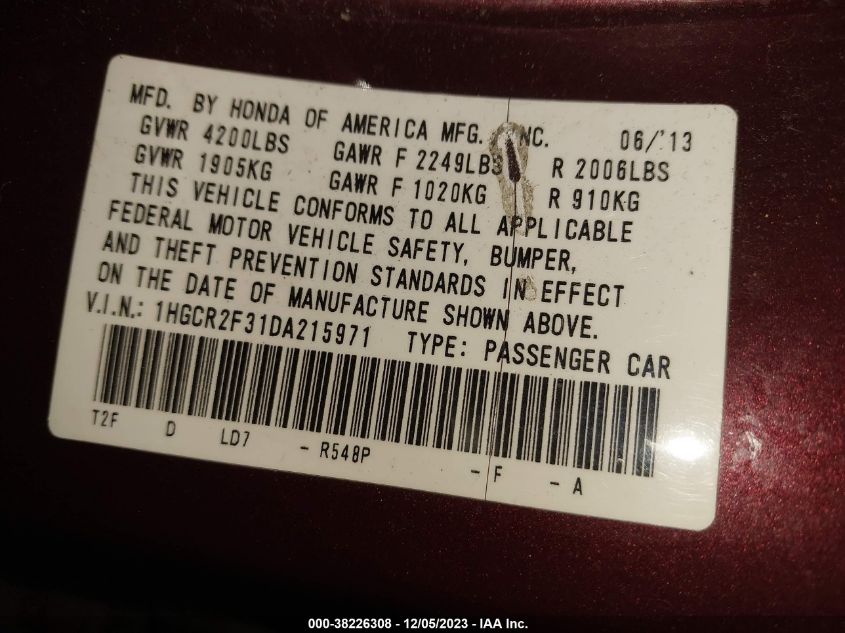 MFD. BY HONDA OF AMERICA MFG. INC. 06/'13
GVWR 4200LBS GAWR F 2249LBS R 2006LBS
GVWR 1905KG GAWR F 1020KG R 910KG
THIS VEHICLE CONFORMS TO ALL APPLICABLE
FEDERAL MOTOR VEHICLE SAFETY, BUMPER,
AND THEFT PREVENTION STANDARDS IN EFFECT
ON THE DATE OF MANUFACTURE SHOWN ABOVE.
V.I.N.: 1HGCR2F31DA215971 TYPE: PASSENGER CAR
T2F D LD7 - R548P - F - A
000-38226308 - 12/05/2023 - IAA Inc.